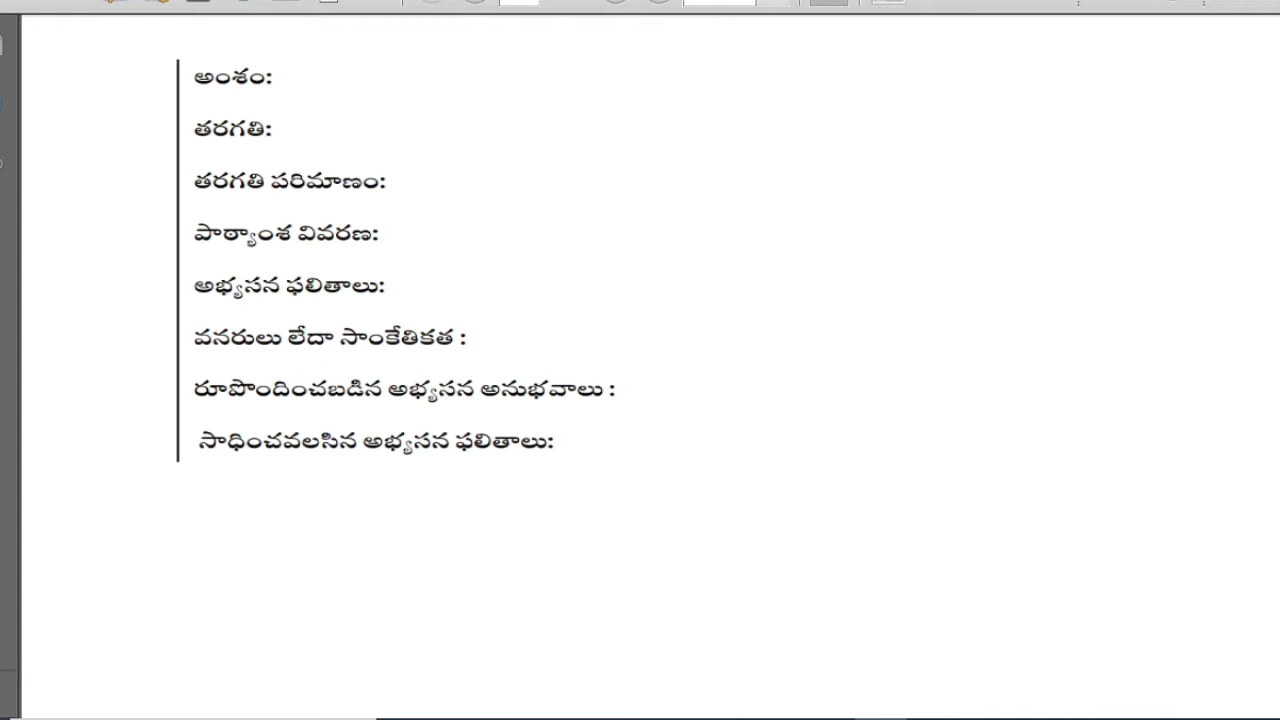 అంశం:
తరగతి:
తరగతి పరిమాణం:
పాఠ్యాంశ వివరణ:
అభ్యసన ఫలితాలు:
వనరులు లేదా సాంకేతికత :
రూపొందించబడిన అభ్యసన అనుభవాలు :
సాధించవలసిన అభ్యసన ఫలితాలు: